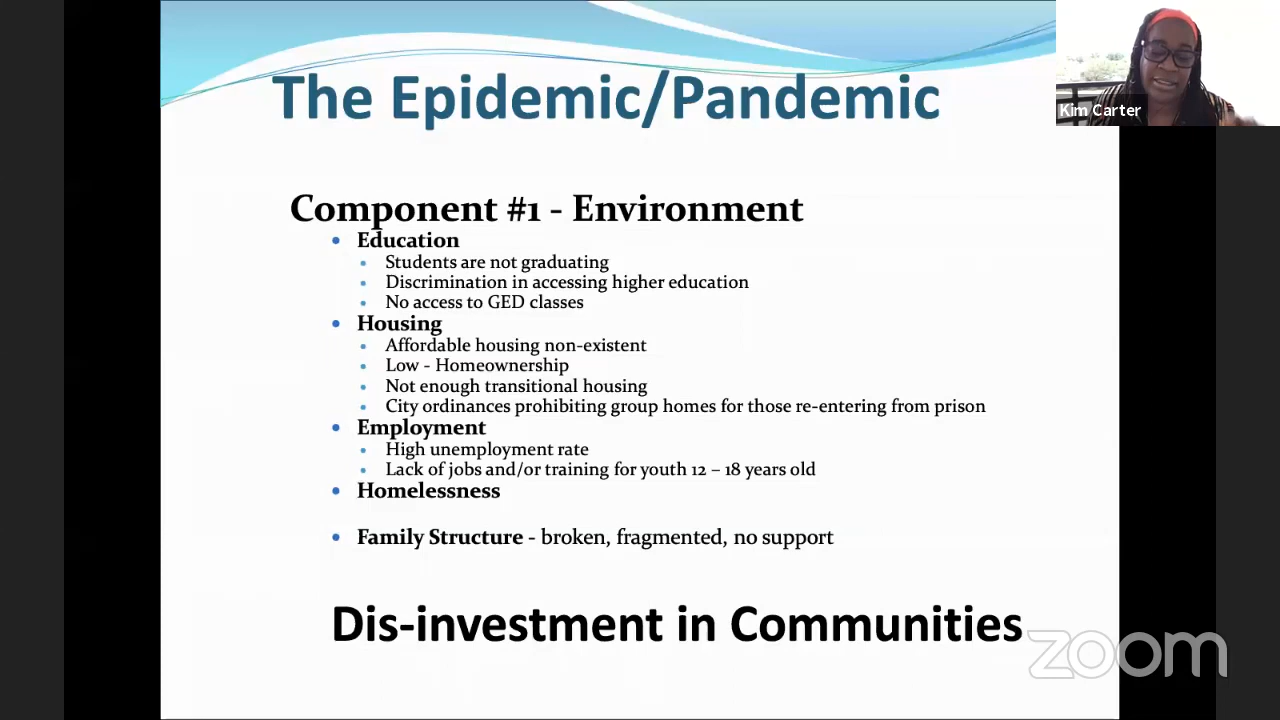 The Epidemic/Pandemic
Kim Carter
Component #1 - Environment
Education
Students are not graduating
Discrimination in accessing higher education
No access to GED classes
Housing
Affordable housing non-existent
Low - Homeownership
Not enough transitional housing
City ordinances prohibiting group homes for those re-entering from prison
Employment
High unemployment rate
Lack of jobs and/or training for youth 12 – 18 years old
Homelessness
Family Structure - broken, fragmented, no support
Dis-investment in Communities
zoom